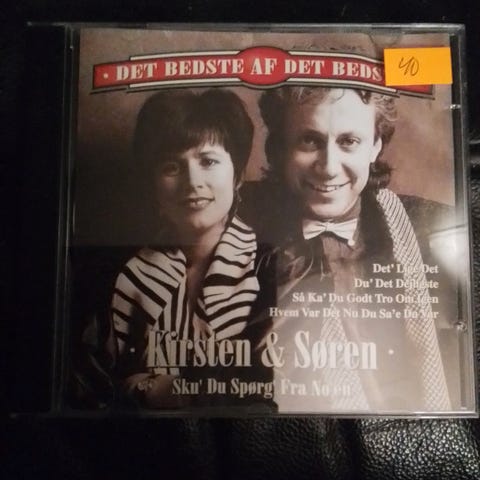 DET BEDSTE AF DET BEDS
40
Det' Lige Det
Du' Det Dejligste
Så Ka' Du Godt Tro Om Igen
Hvem Var Det Nu Du Sa'e Du Var
· Kirsten & Søren ·
Sku' Du Spørg' Fra No'en